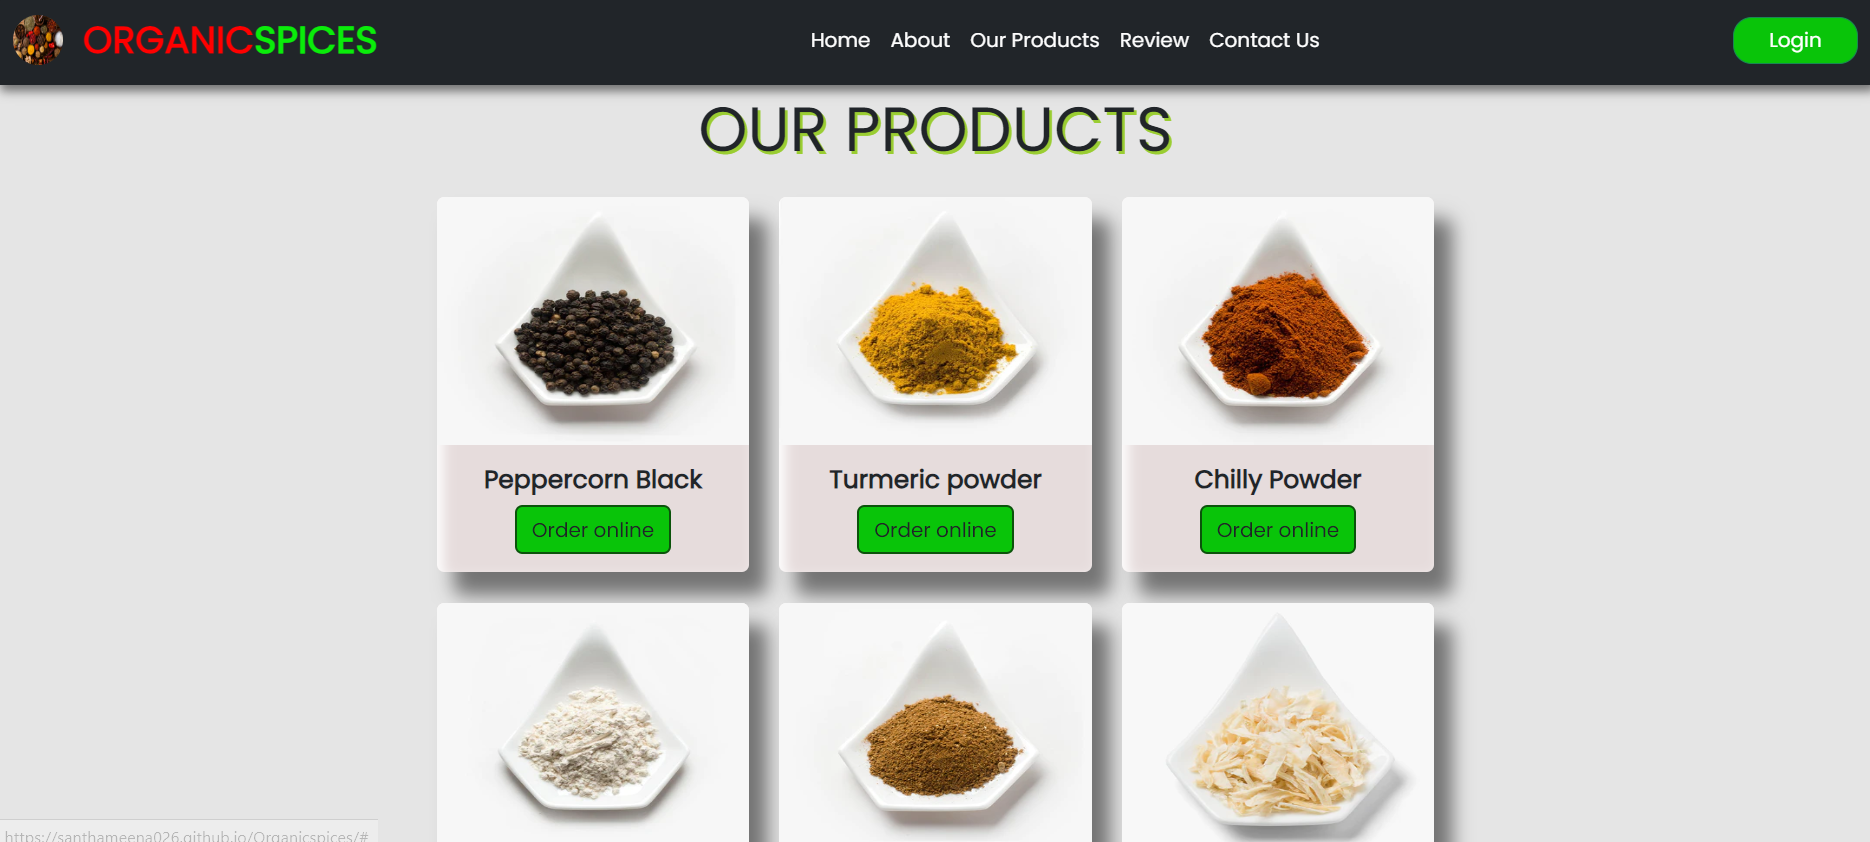 ORGANICSPICES
Home About Our Products Review Contact Us
Login
OUR PRODUCTS
Peppercorn Black
Order online
Turmeric powder
Order online
Chilly Powder
Order online
https://santhameena026.github.io/Organicspices/#